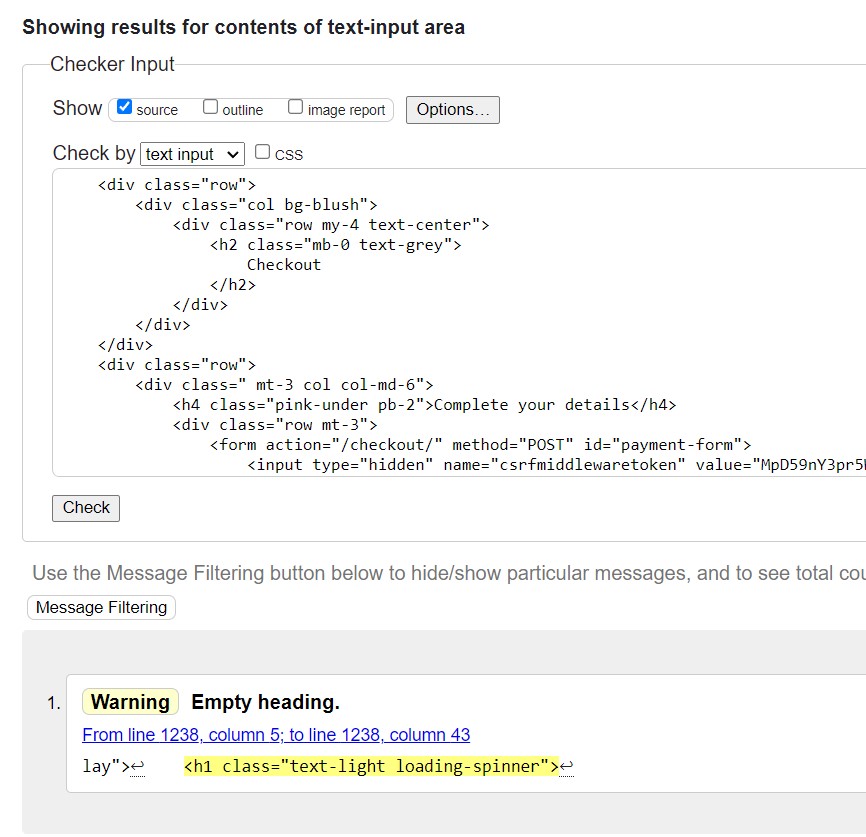 Showing results for contents of text-input area
Checker Input
Show source outline image report Options...
Check by text input CSS
<div class="row">
<div class="col bg-blush">
<div class="row my-4 text-center">
<h2 class="mb-0 text-grey">
Checkout
</h2>
</div>
</div>
</div>
<div class="row">
<div class=" mt-3 col col-md-6">
<h4 class="pink-under pb-2">Complete your details</h4>
<div class="row mt-3">
<form action="/checkout/" method="POST" id="payment-form">
<input type="hidden" name="csrfmiddlewaretoken" value="MpD59nY3pr5
Check
Use the Message Filtering button below to hide/show particular messages, and to see total cou
Message Filtering
1. Warning Empty heading.
From line 1238, column 5; to line 1238, column 43
lay">↩ <h1 class="text-light loading-spinner">↩